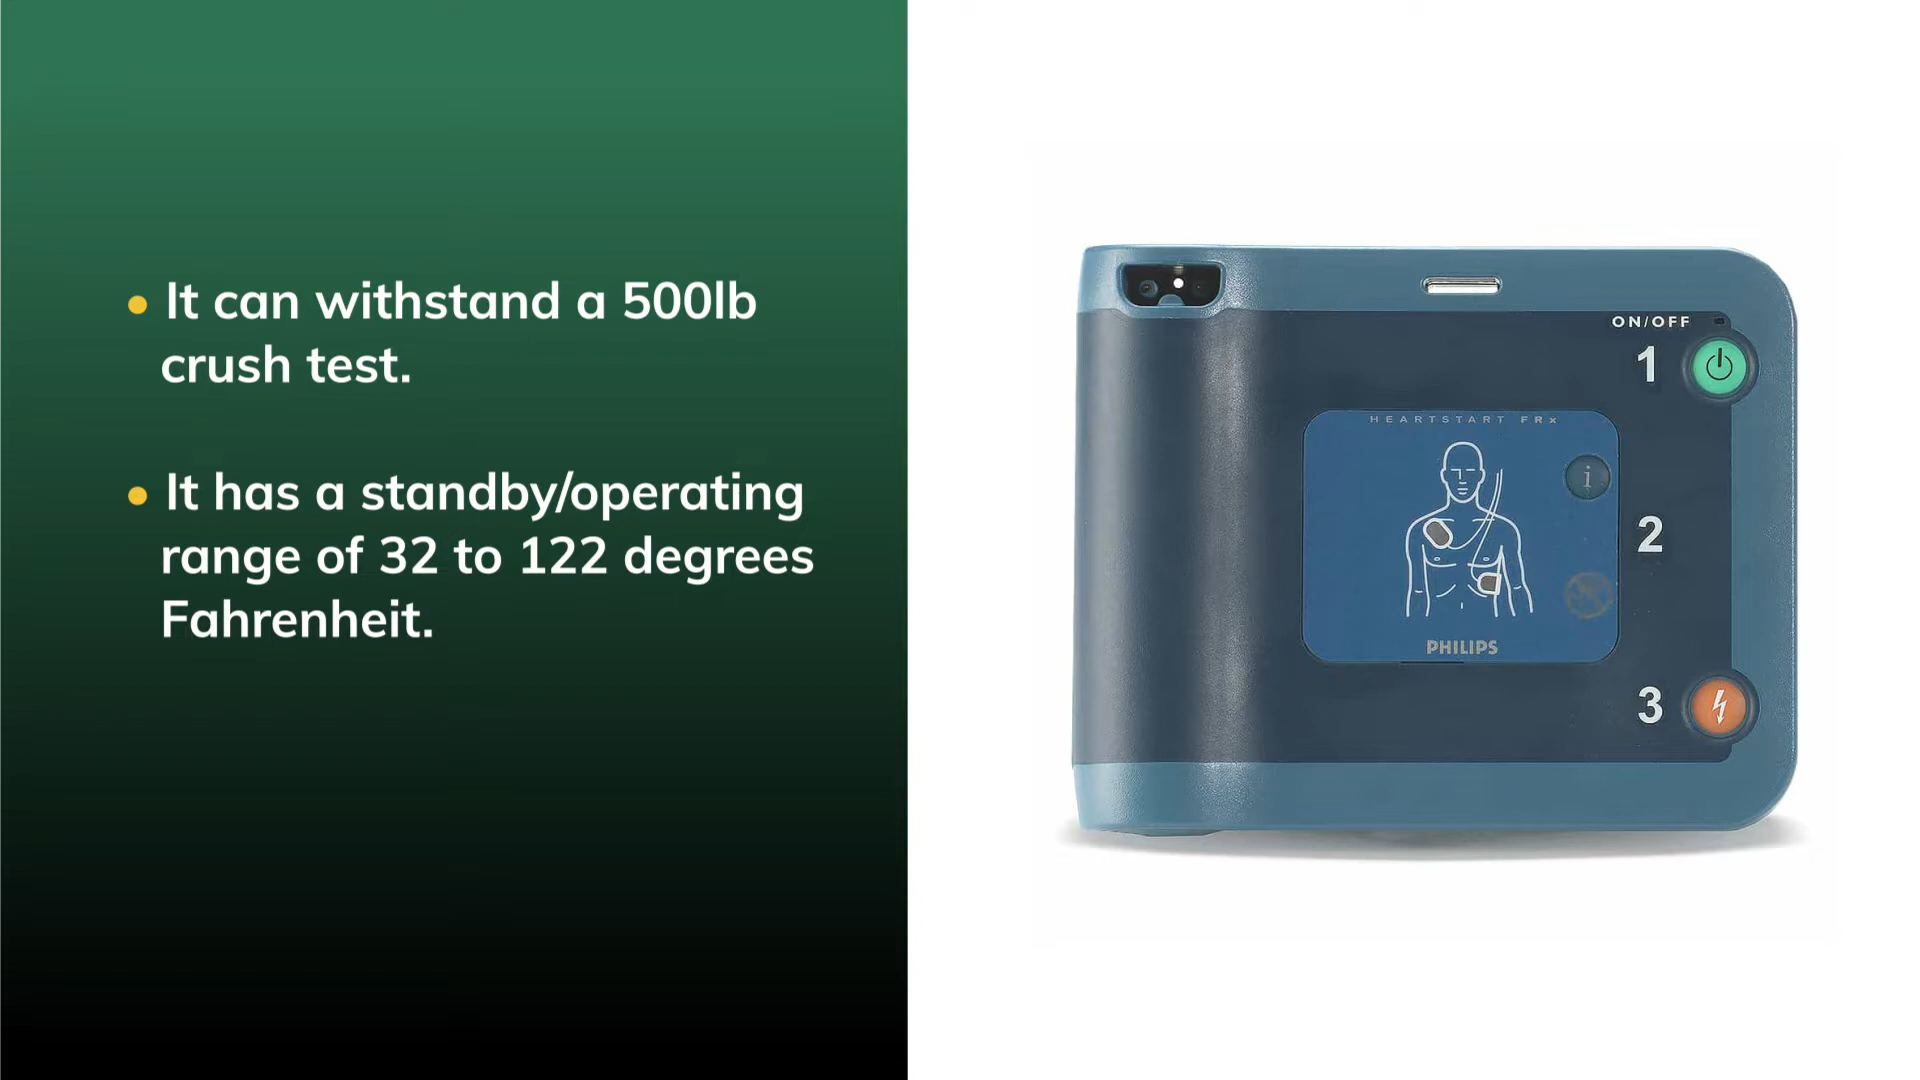 It can withstand a 500lb
crush test.
It has a standby/operating
range of 32 to 122 degrees
Fahrenheit.
ON/OFF
1
HEARTSTART FRx
i
2
PHILIPS
3